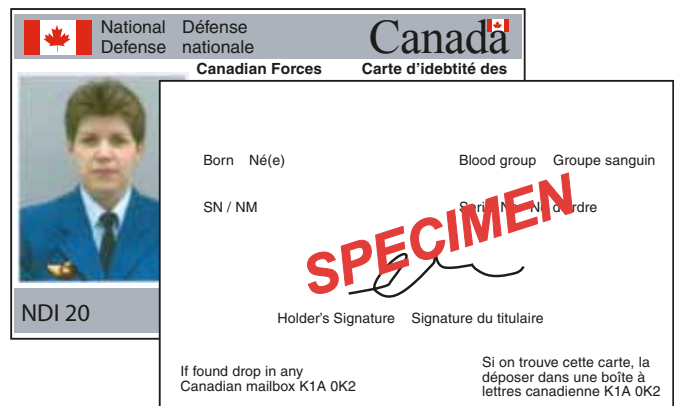 National Défense
Defense nationale
Canada
Canadian Forces Carte d'idebtité des
NDI 20
Born Né(e)
Blood group Groupe sanguin
SN / NM
Serial No No d'ordre
SPECIMEN
Holder's Signature Signature du titulaire
If found drop in any
Canadian mailbox K1A 0K2
Si on trouve cette carte, la
déposer dans une boîte à
lettres canadienne K1A 0K2